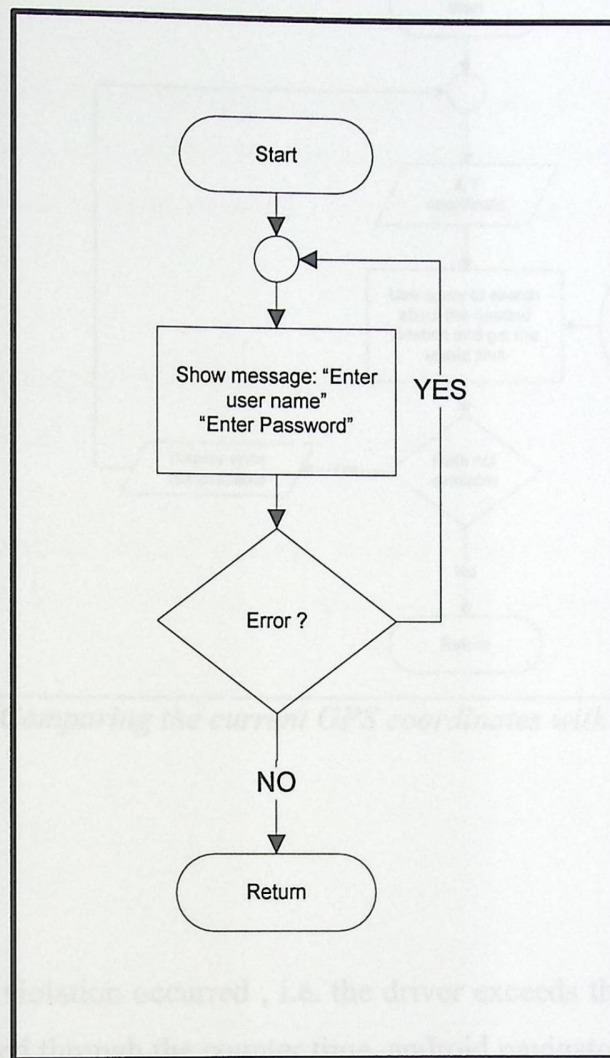 Start
Show message: “Enter
user name”
“Enter Password”
YES
Error ?
NO
Return
Comparing the current GPS coordinates with
violation occurred , i.e. the driver exceeds th
through the counter time, android navigate